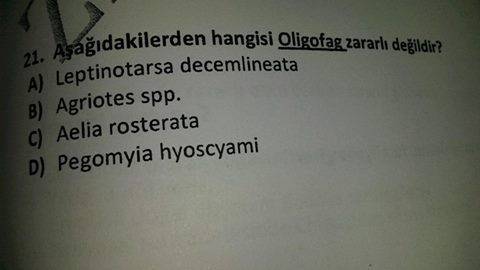 21. Aşağıdakilerden hangisi Oligofag zararlı değildir?
A) Leptinotarsa decemlineata
B) Agriotes spp.
C) Aelia rosterata
D) Pegomyia hyoscyami